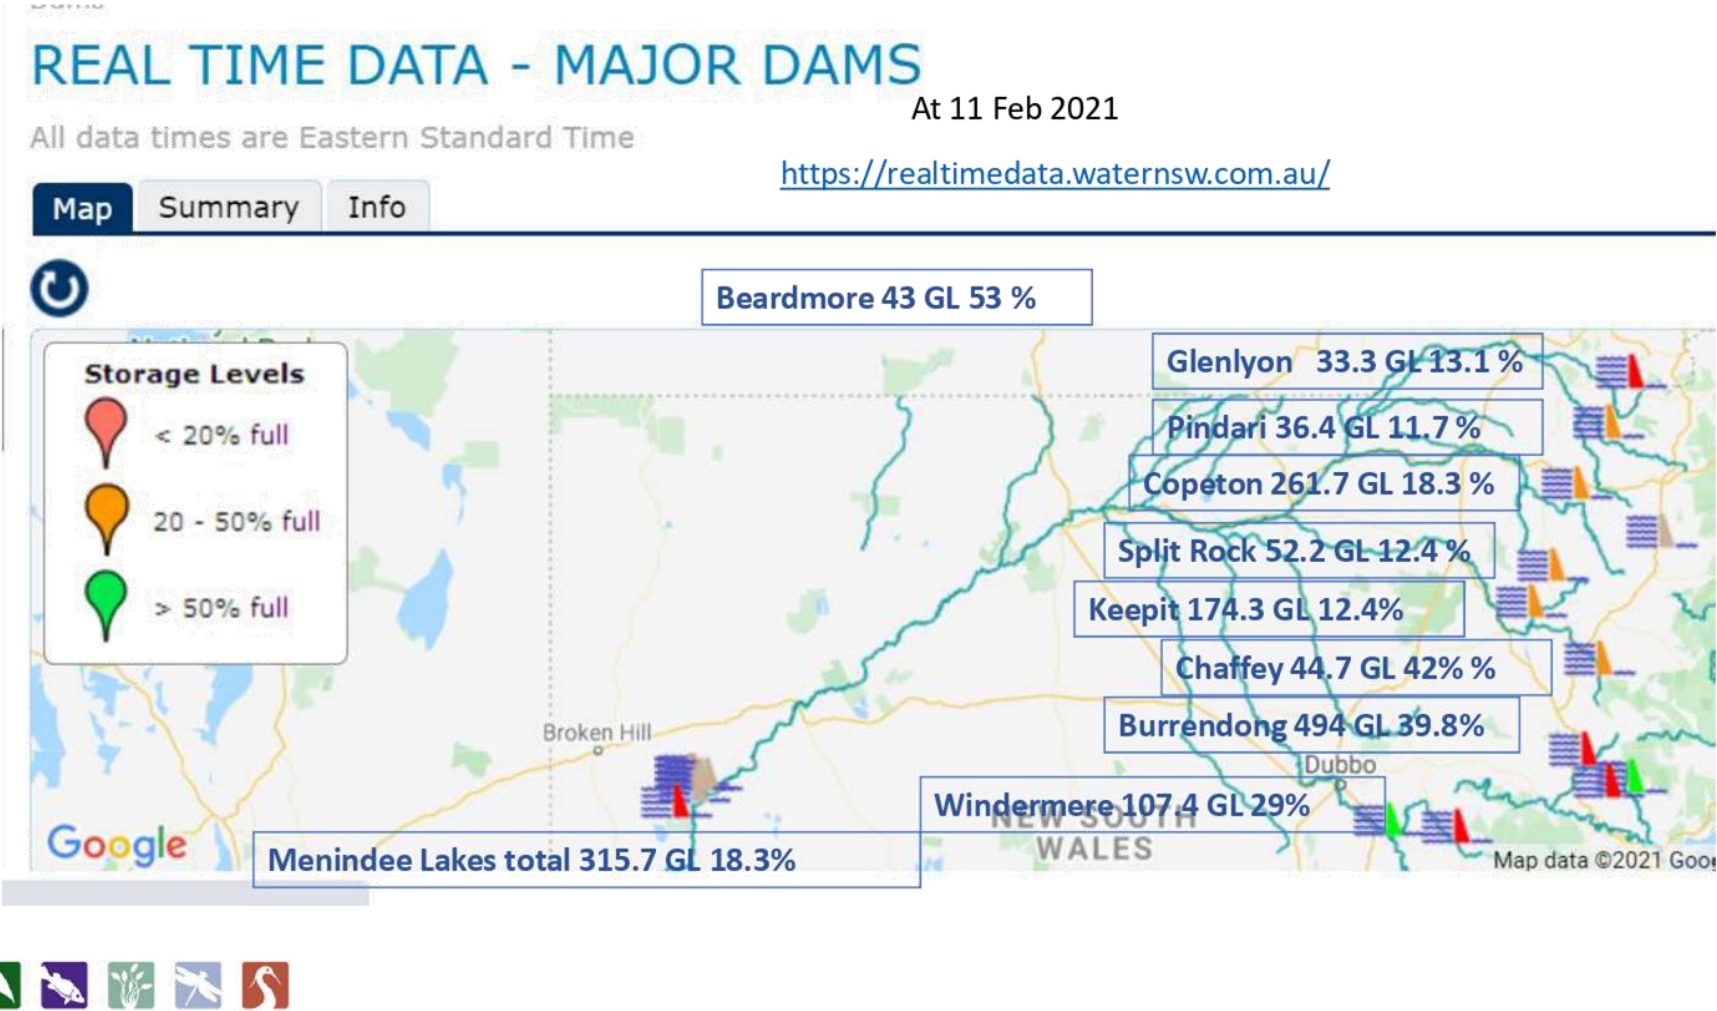 REAL TIME DATA - MAJOR DAMS
At 11 Feb 2021
All data times are Eastern Standard Time
https://realtimedata.waternsw.com.au/
Map Summary Info
Beardmore 43 GL 53 %
Storage Levels
< 20% full
20 - 50% full
> 50% full
Glenlyon 33.3 GL 13.1 %
Pindari 36.4 GL 11.7 %
Copeton 261.7 GL 18.3 %
Split Rock 52.2 GL 12.4 %
Keepit 174.3 GL 12.4%
Chaffey 44.7 GL 42% %
Burrendong 494 GL 39.8%
Broken Hill
Dubbo
Windermere 107.4 GL 29%
NEW SOUTH
WALES
Google
Menindee Lakes total 315.7 GL 18.3%
Map data ©2021